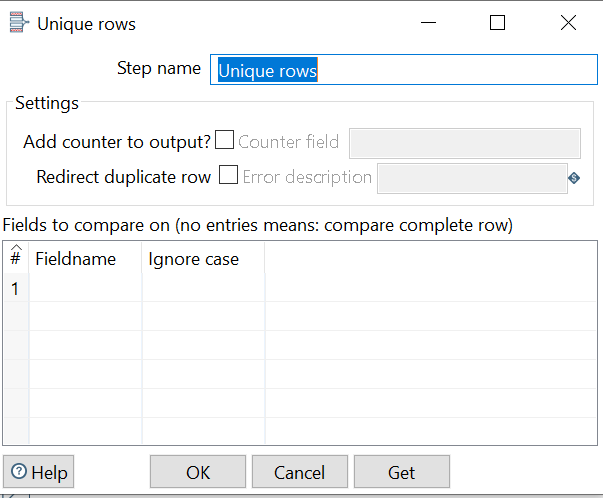 Unique rows
Step name Unique rows
Settings
Add counter to output? Counter field
Redirect duplicate row Error description
Fields to compare on (no entries means: compare complete row)
# Fieldname Ignore case
1
Help OK Cancel Get